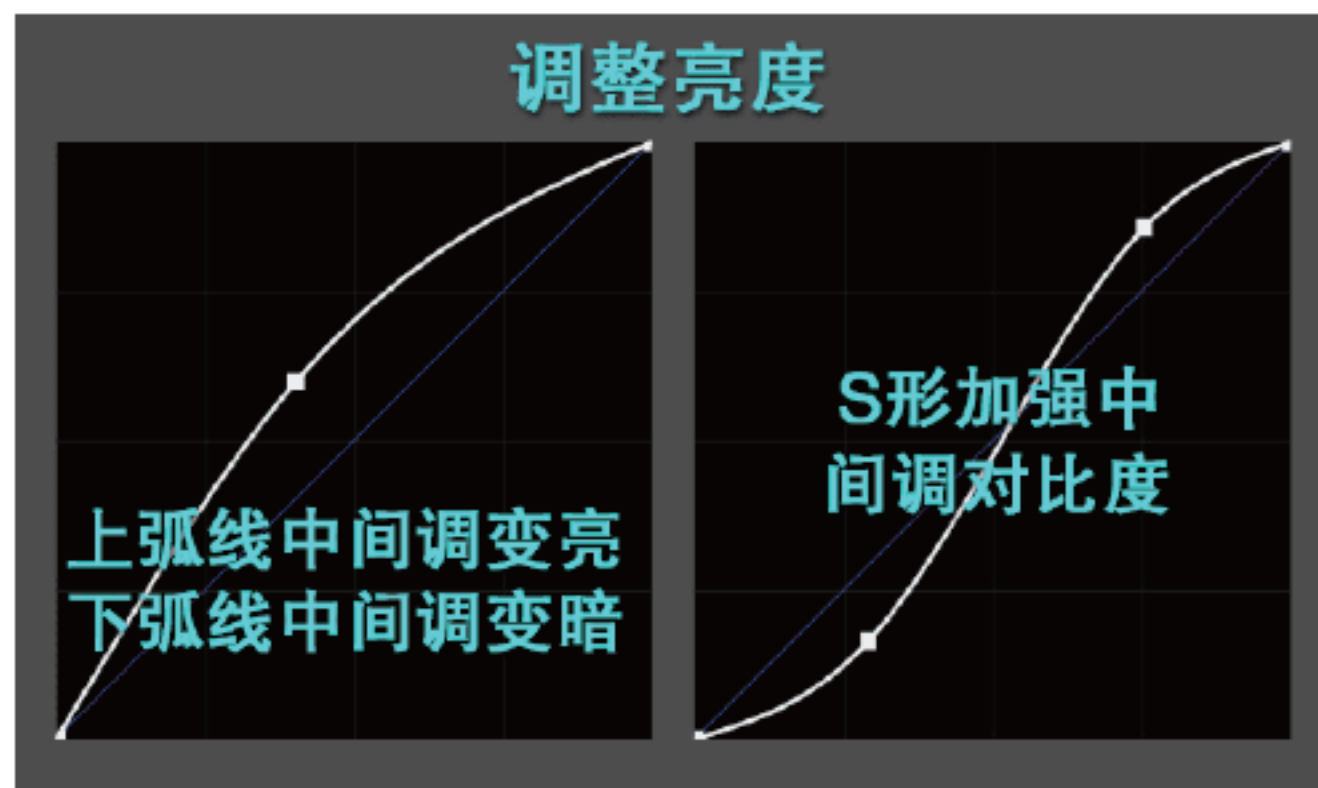 调整亮度
上弧线中间调变亮
下弧线中间调变暗
S形加强中
间调对比度